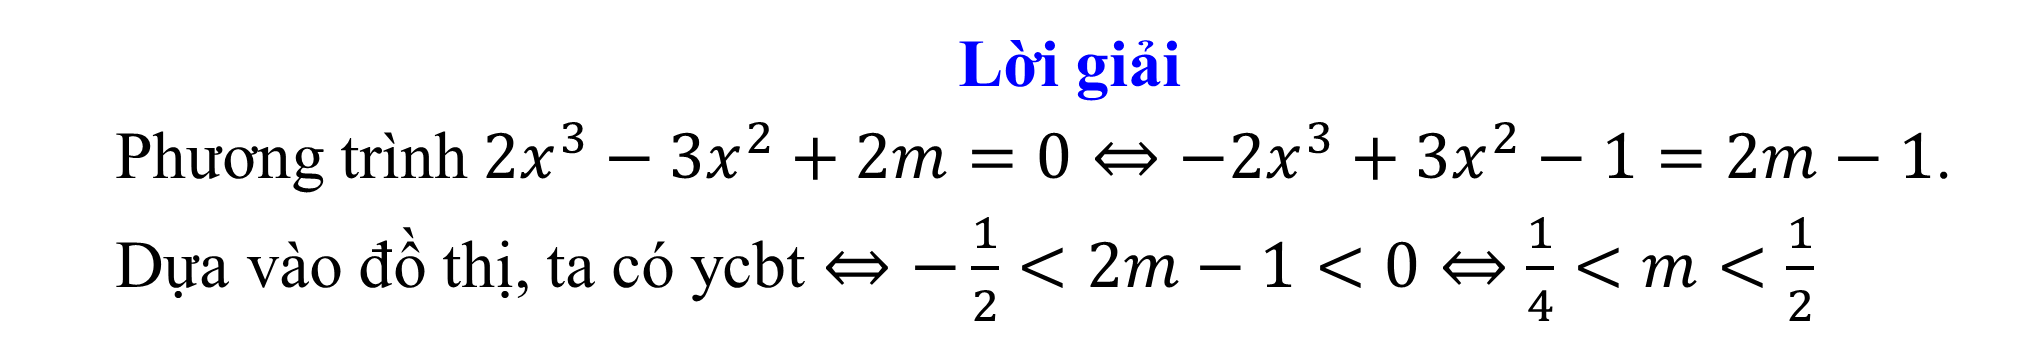 Lời giải
Phương trình 2x³ − 3x² + 2m = 0 ⇔ −2x³ + 3x² − 1 = 2m − 1.
Dựa vào đồ thị, ta có ycbt ⇔ −1/2 < 2m − 1 < 0 ⇔ 1/4 < m < 1/2